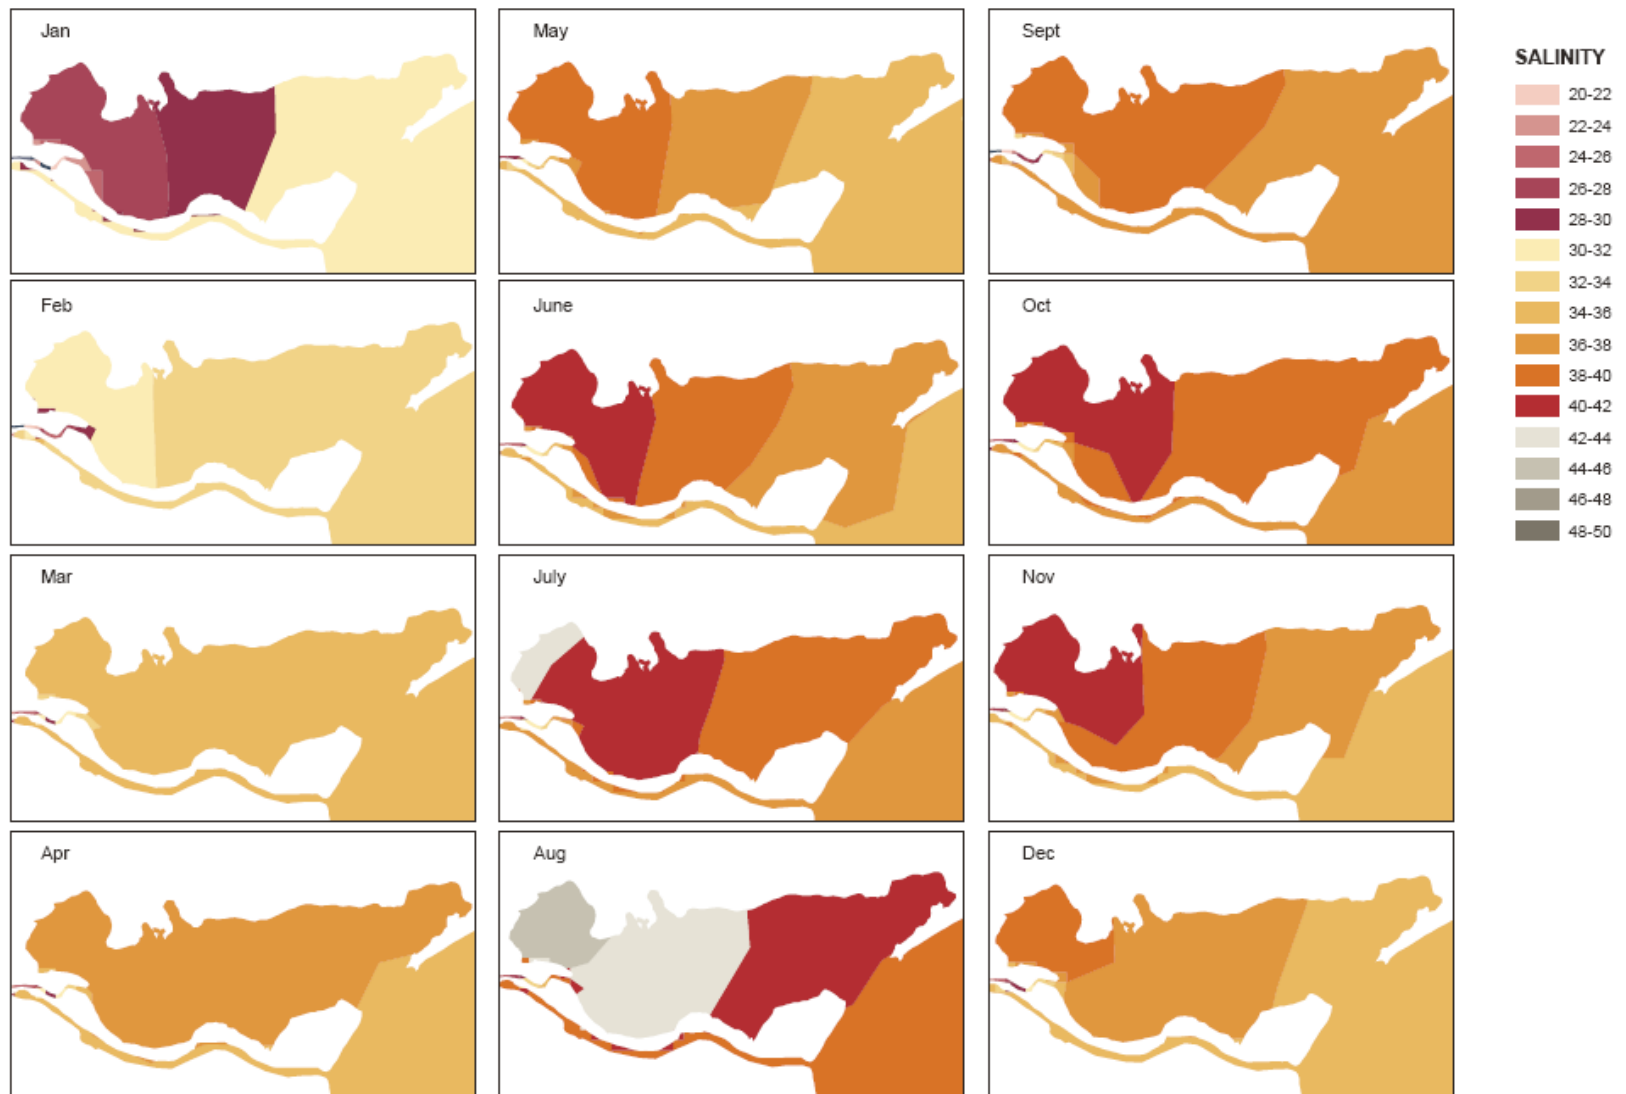 Jan
May
Sept
SALINITY
20-22
22-24
24-26
26-28
28-30
30-32
32-34
34-36
36-38
38-40
40-42
42-44
44-46
46-48
48-50
Feb
June
Oct
Mar
July
Nov
Apr
Aug
Dec